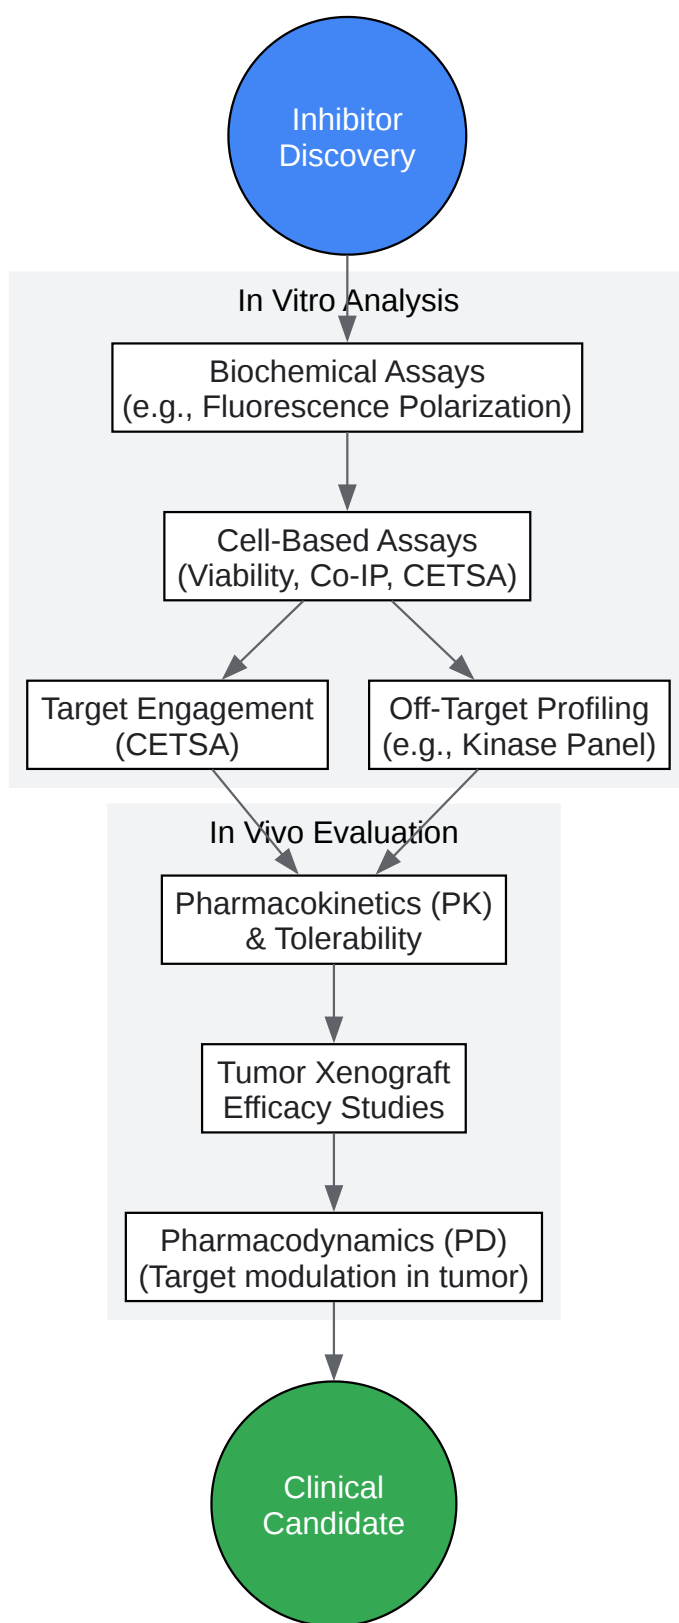 Inhibitor
Discovery
In Vitro Analysis
Biochemical Assays
(e.g., Fluorescence Polarization)
Cell-Based Assays
(Viability, Co-IP, CETSA)
Target Engagement
(CETSA)
Off-Target Profiling
(e.g., Kinase Panel)
In Vivo Evaluation
Pharmacokinetics (PK)
& Tolerability
Tumor Xenograft
Efficacy Studies
Pharmacodynamics (PD)
(Target modulation in tumor)
Clinical
Candidate